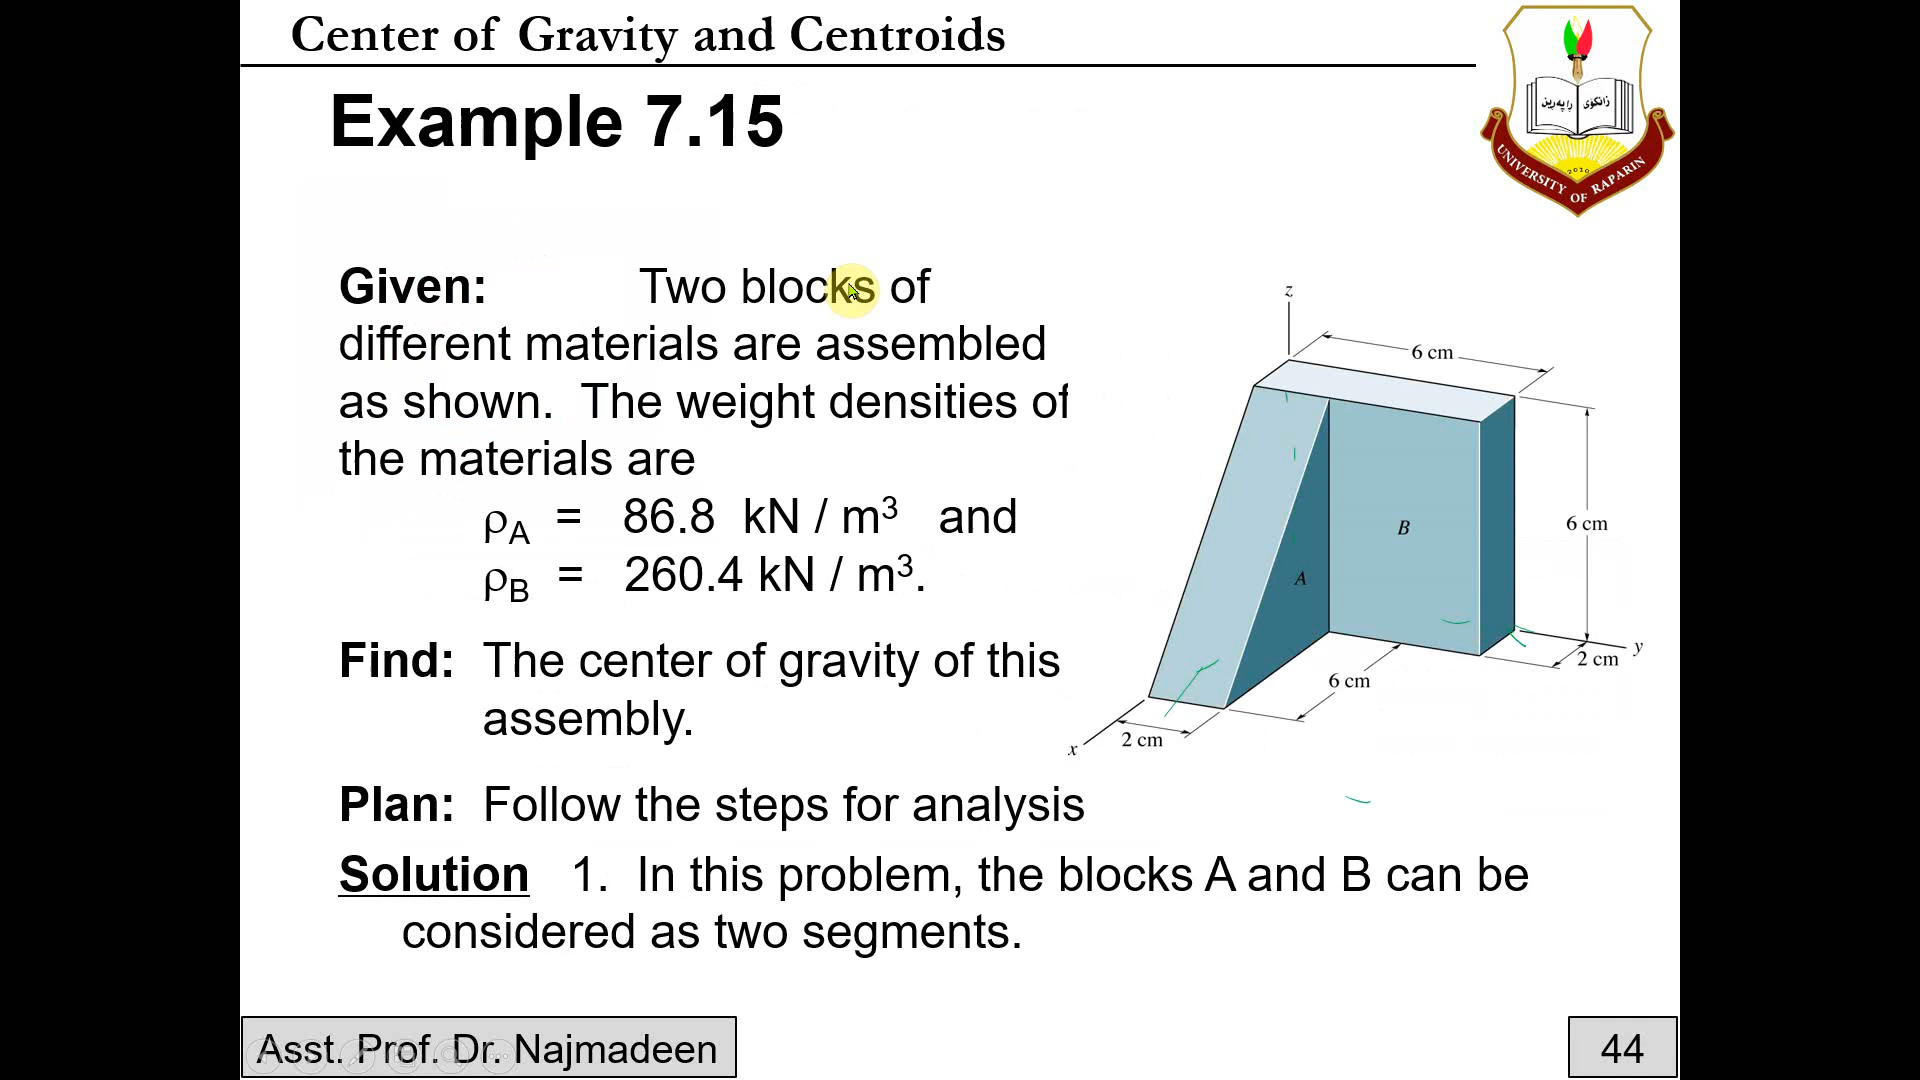 Center of Gravity and Centroids
Example 7.15
زانکۆی ڕاپەرین
2010
UNIVERSITY OF RAPARIN
Given: Two blocks of
different materials are assembled
as shown. The weight densities of
the materials are
ρA = 86.8 kN / m³ and
ρB = 260.4 kN / m³.
Find: The center of gravity of this
assembly.
Plan: Follow the steps for analysis
Solution 1. In this problem, the blocks A and B can be
considered as two segments.
z
6 cm
B
6 cm
A
y
2 cm
6 cm
2 cm
x
Asst. Prof. Dr. Najmadeen
44